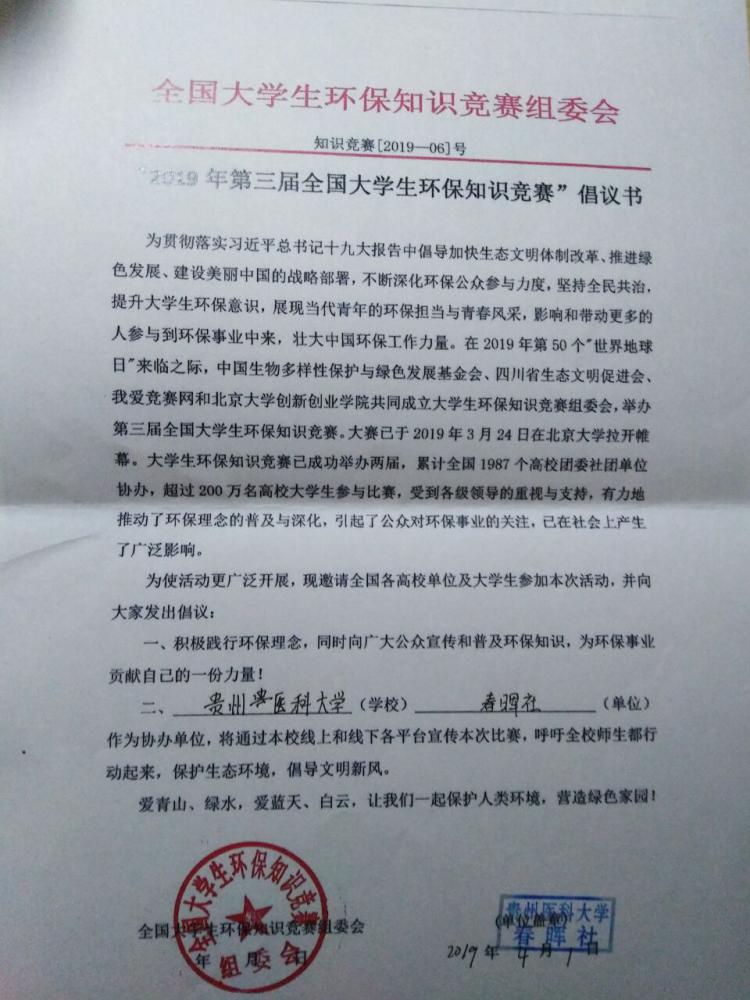 全国大学生环保知识竞赛组委会
知识竞赛[2019—06]号
“2019年第三届全国大学生环保知识竞赛”倡议书
为贯彻落实习近平总书记十九大报告中倡导加快生态文明体制改革、推进绿
色发展、建设美丽中国的战略部署，不断深化环保公众参与力度，坚持全民共治，
提升大学生环保意识，展现当代青年的环保担当与青春风采，影响和带动更多的
人参与到环保事业中来，壮大中国环保工作力量。在2019年第50个"世界地球
日"来临之际，中国生物多样性保护与绿色发展基金会、四川省生态文明促进会、
我爱竞赛网和北京大学创新创业学院共同成立大学生环保知识竞赛组委会，举办
第三届全国大学生环保知识竞赛。大赛已于2019年3月24日在北京大学拉开帷
幕。大学生环保知识竞赛已成功举办两届，累计全国1987个高校团委社团单位
协办，超过200万名高校大学生参与比赛，受到各级领导的重视与支持，有力地
推动了环保理念的普及与深化，引起了公众对环保事业的关注，已在社会上产生
了广泛影响。
为使活动更广泛开展，现邀请全国各高校单位及大学生参加本次活动，并向
大家发出倡议：
一、积极践行环保理念，同时向广大公众宣传和普及环保知识，为环保事业
贡献自己的一份力量！
二、贵州医科大学（学校）春晖社（单位）
作为协办单位，将通过本校线上和线下各平台宣传本次比赛，呼吁全校师生都行
动起来，保护生态环境，倡导文明新风。
爱青山、绿水，爱蓝天、白云，让我们一起保护人类环境，营造绿色家园！
全国大学生环保知识竞赛
组委会
全国大学生环保知识竞赛组委会
年 月 日
贵州医科大学
春晖社
(单位盖章)
2019年4月1日